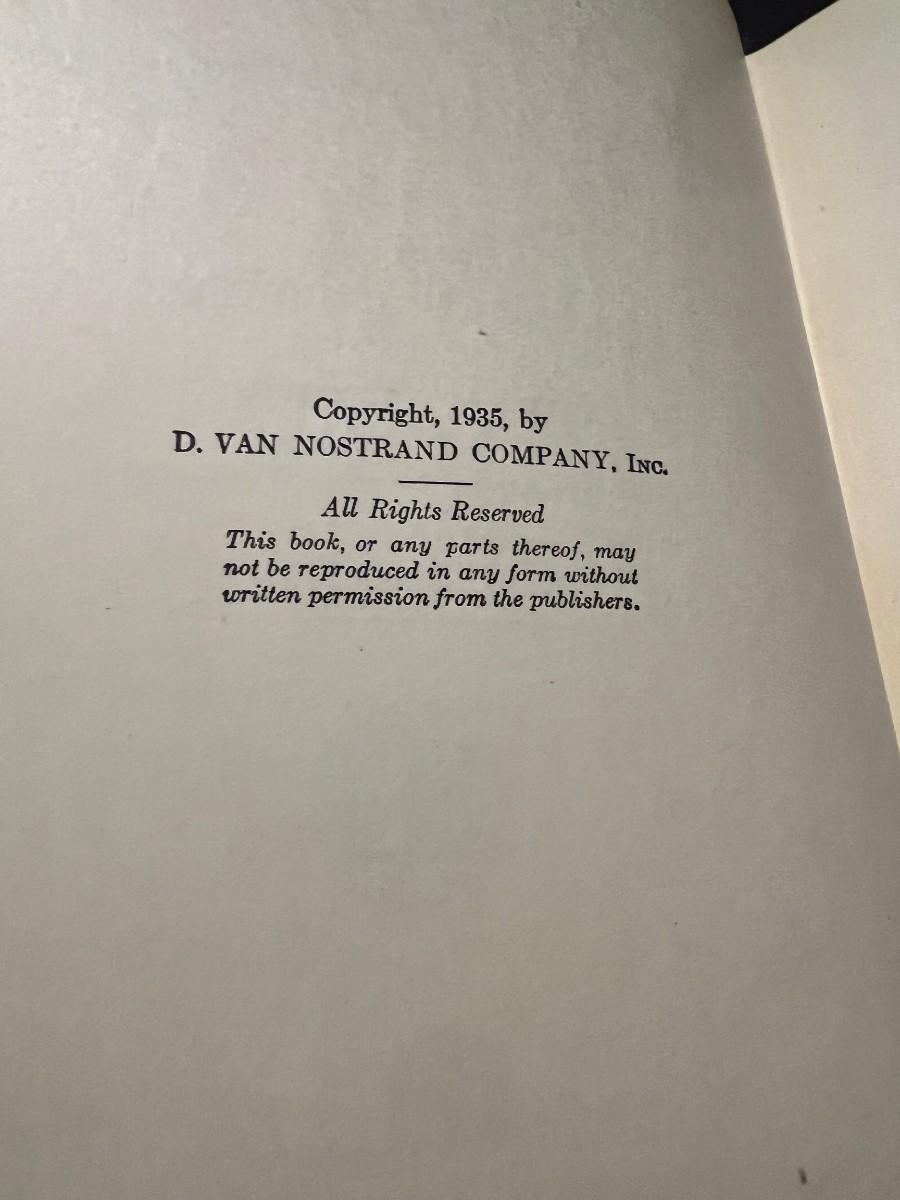 Copyright, 1935, by
D. VAN NOSTRAND COMPANY, INC.
All Rights Reserved
This book, or any parts thereof, may
not be reproduced in any form without
written permission from the publishers.